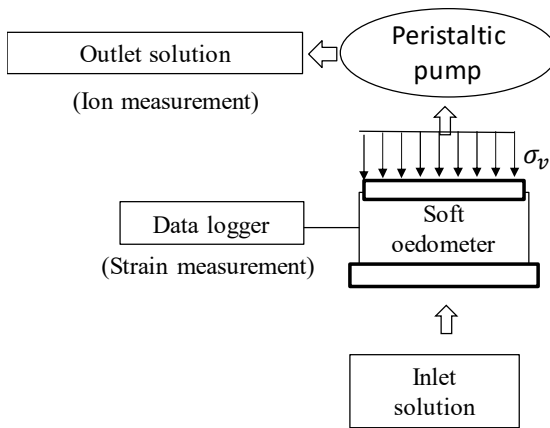 Outlet solution
(Ion measurement)
Peristaltic
pump
σᵥ
Data logger
(Strain measurement)
Soft
oedometer
Inlet
solution